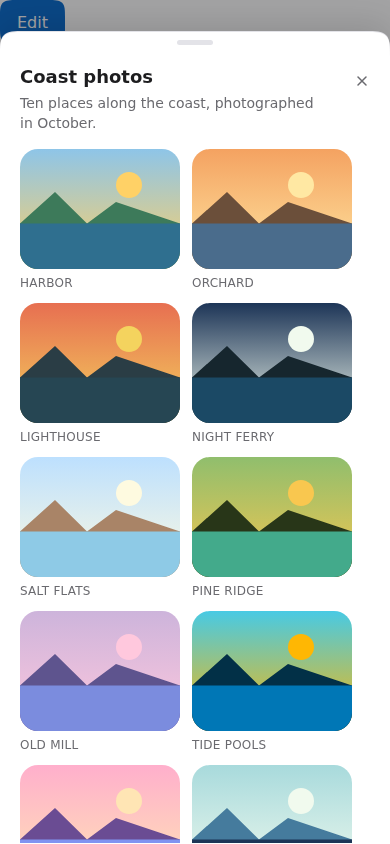 Edit
Coast photos
Ten places along the coast, photographed
in October.
HARBOR
ORCHARD
LIGHTHOUSE
NIGHT FERRY
SALT FLATS
PINE RIDGE
OLD MILL
TIDE POOLS